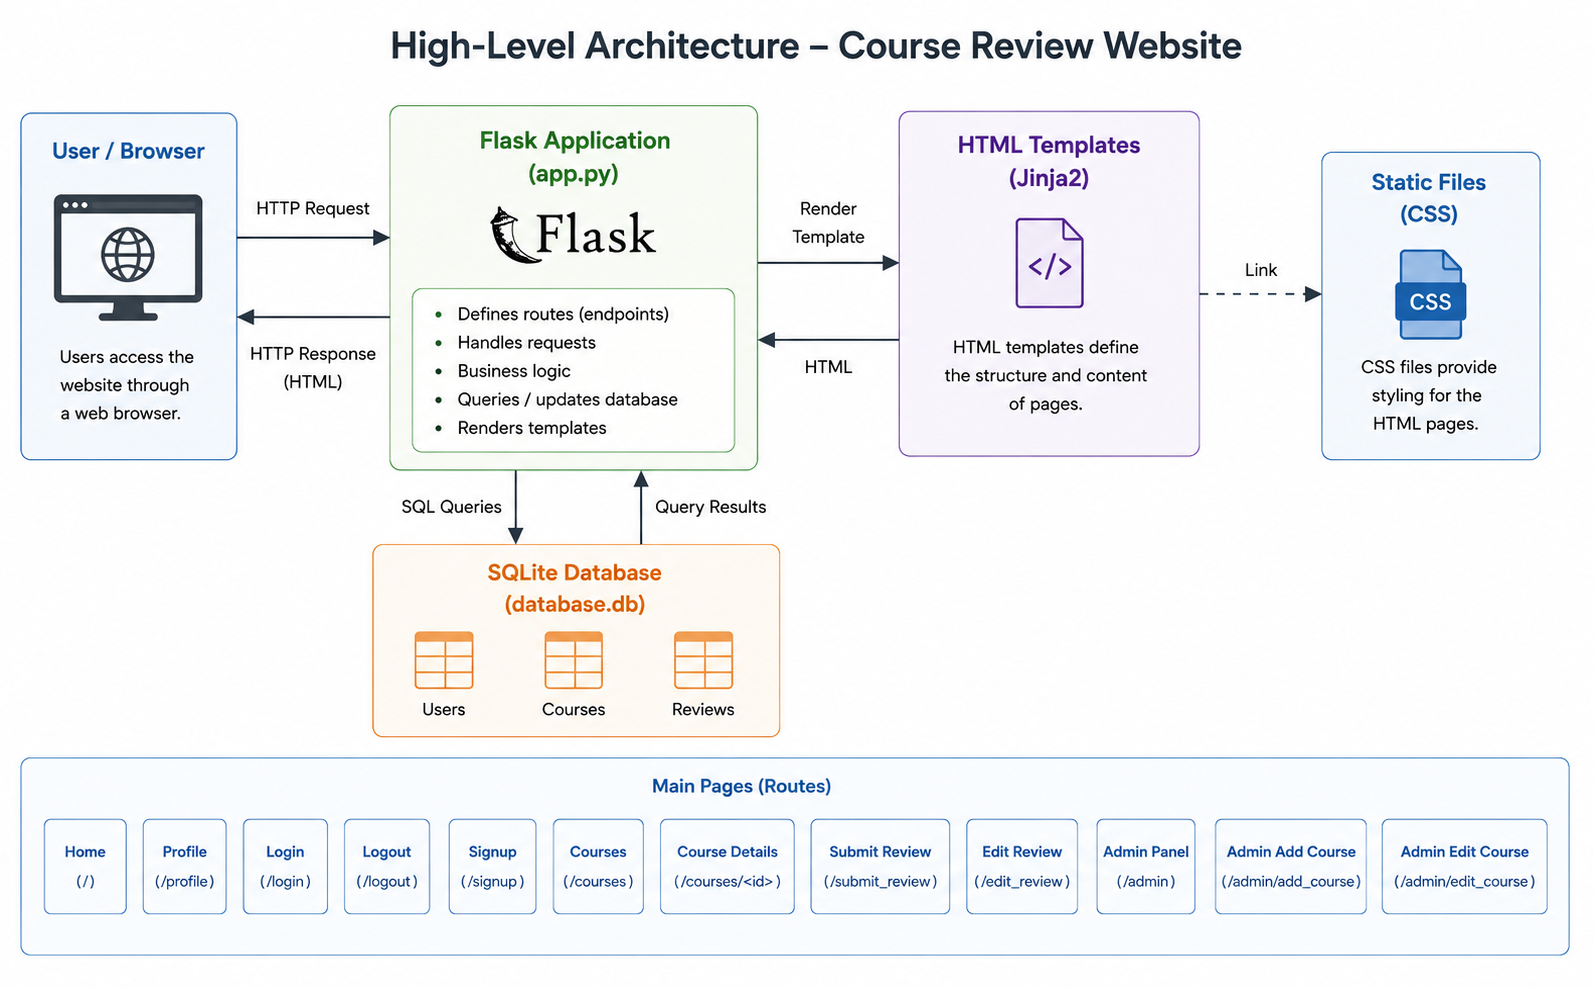 High-Level Architecture – Course Review Website
User / Browser
Users access the
website through
a web browser.
HTTP Request
HTTP Response
(HTML)
Flask Application
(app.py)
Flask
• Defines routes (endpoints)
• Handles requests
• Business logic
• Queries / updates database
• Renders templates
Render
Template
HTML
HTML Templates
(Jinja2)
</>
HTML templates define
the structure and content
of pages.
Link
Static Files
(CSS)
CSS
CSS files provide
styling for the
HTML pages.
SQL Queries
Query Results
SQLite Database
(database.db)
Users
Courses
Reviews
Main Pages (Routes)
Home
(/)
Profile
(/profile)
Login
(/login)
Logout
(/logout)
Signup
(/signup)
Courses
(/courses)
Course Details
(/courses/<id>)
Submit Review
(/submit_review)
Edit Review
(/edit_review)
Admin Panel
(/admin)
Admin Add Course
(/admin/add_course)
Admin Edit Course
(/admin/edit_course)